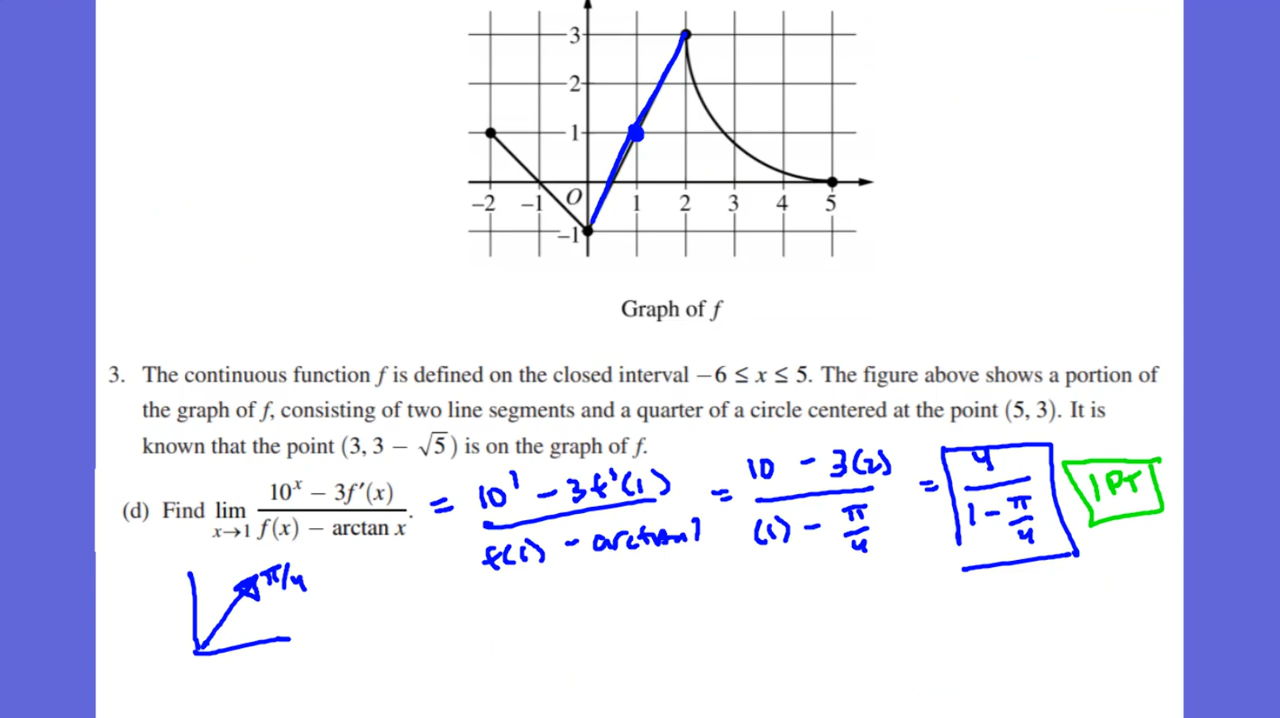 3
2
1
O
−2 −1 1 2 3 4 5
−1
Graph of f
3. The continuous function f is defined on the closed interval −6 ≤ x ≤ 5. The figure above shows a portion of
the graph of f, consisting of two line segments and a quarter of a circle centered at the point (5, 3). It is
known that the point (3, 3 − √5) is on the graph of f.
(d) Find lim x→1 (10^x − 3f′(x)) / (f(x) − arctan x).
= (10^1 − 3f'(1)) / (f(1) − arctan1) = (10 − 3(2)) / ((1) − π/4) = 4 / (1 − π/4)
1 PT
π/4